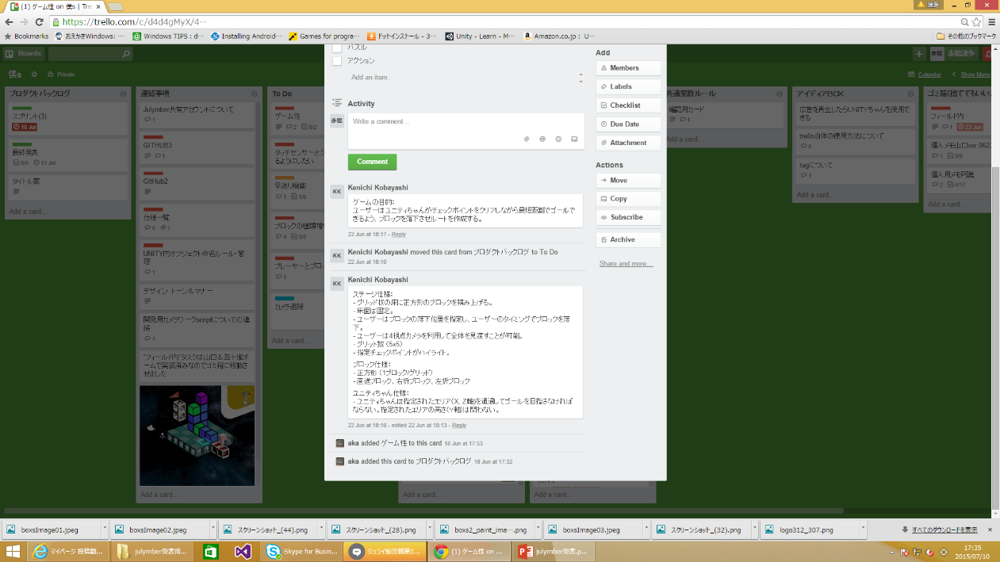 (1) ゲーム性 on 僕s | Tre
https://trello.com/c/d4d4gMyX/4--
Bookmarks
おえかきWindows: …
Windows TIPS：d…
Installing Android…
Games for progra…
ドットインストール - 3…
Unity - Learn - M…
Amazon.co.jp： U…
その他のブックマーク
Boards
僕s
Private
Calendar
Show Menu
プロダクトバックログ
スプリント(3)
10 Jul
最終発表
0/6
15 Jul
タイトル案
Add a card...
連絡事項
Julymber共有アカウントについて
1
GITHUB3
1
GitHub2
仕様一覧
6
1
UNITY内オブジェクト命名ルール・管
理
1
デザイン トーン&マナー
開発用カメラワークscriptについての連
絡
1
"フィールド内"タスクは山口&五十嵐チ
ームで実装済みなのでゴミ箱に移動さ
せました
Add a card...
To Do
ゲーム性
2
0/2
タッチセンサーとク
るようにしたい
早送り機能
1
1/6
ブロックの種類増
4
3/5
プレーヤーとブロッ
1
カメラ追随
Add a card...
パズル
アクション
Add an item...
Activity
Write a comment...
Comment
KK
Kenichi Kobayashi
ゲームの目的:
ユーザーはユニティちゃんがチェックポイントをクリアしながら最短距離でゴールで
きるよう、ブロックを落下させルートを作成する。
22 Jun at 18:17 - Reply
KK
Kenichi Kobayashi moved this card from プロダクトバックログ to To Do
22 Jun at 18:10
KK
Kenichi Kobayashi
ステージ仕様:
- グリッド状の床に正方形のブロックを積み上げる。
- 床面は固定。
- ユーザーはブロックの落下位置を指定し、ユーザーのタイミングでブロックを落
下。
- ユーザーは4視点カメラを利用して全体を見渡すことが可能。
- グリット数 (5x5)
- 指定チェックポイントがハイライト。
ブロック仕様:
- 正方形 (1ブロック/グリッド)
- 直進ブロック、右折ブロック、左折ブロック
ユニティちゃん仕様:
- ユニティちゃんは指定されたエリア(X, Z軸)を通過してゴールを目指さなければ
ならない。指定されたエリアの高さ(Y軸)は問わない。
22 Jun at 18:10 - edited 22 Jun at 18:13 - Reply
aka added ゲーム性 to this card 18 Jun at 17:53
aka added this card to プロダクトバックログ 18 Jun at 17:32
Add
Members
Labels
Checklist
Due Date
Attachment
Actions
Move
Copy
Subscribe
Archive
Share and more...
Add a card...
共通変数ルール
確認用カード
1
Add a card...
アイディアBOX
広告を再生したらUNITYちゃんを使用で
きる
trello自体の使用方法について
6
tagについて
1
Add a card...
ゴミ箱(捨ててもいい
フィールド内
1
23 Jun
個人メモ山口ver.062
1
3/5
個人用メモ阿應
2
4/17
Add a card...
boxsImage01.jpeg
boxsImage02.jpeg
スクリーンショット_(44).png
スクリーンショット_(28).png
boxs2_paint_ima….png
boxsImage03.jpeg
スクリーンショット_(32).png
logo312_307.png
すべてのダウンロードを表示
マイページ 投稿動…
julymber発表用…
Skype for Busin…
ジェライ飯田橋第1…
(1) ゲーム性 on …
julymber発表.p…
17:35
2015/07/10